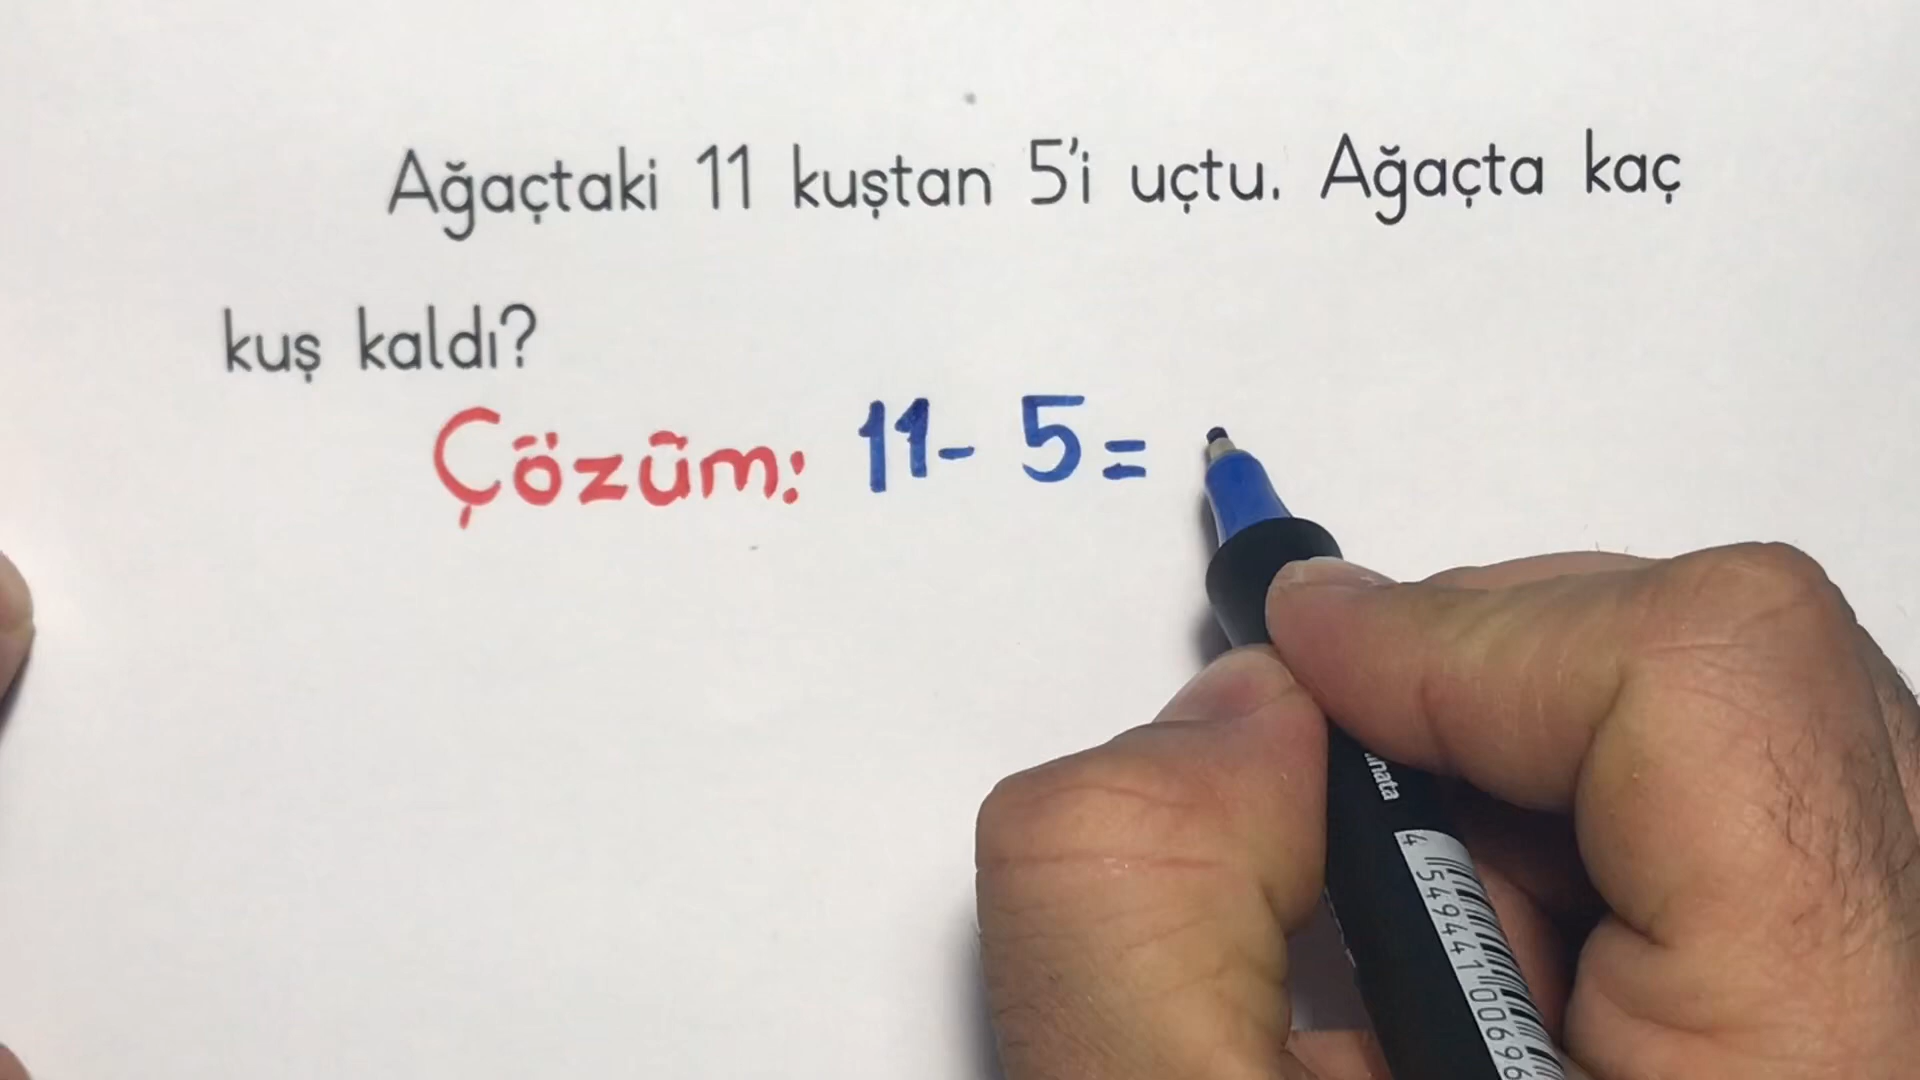 Ağaçtaki 11 kuştan 5'i uçtu. Ağaçta kaç
kuş kaldı?
Çözüm: 11- 5=